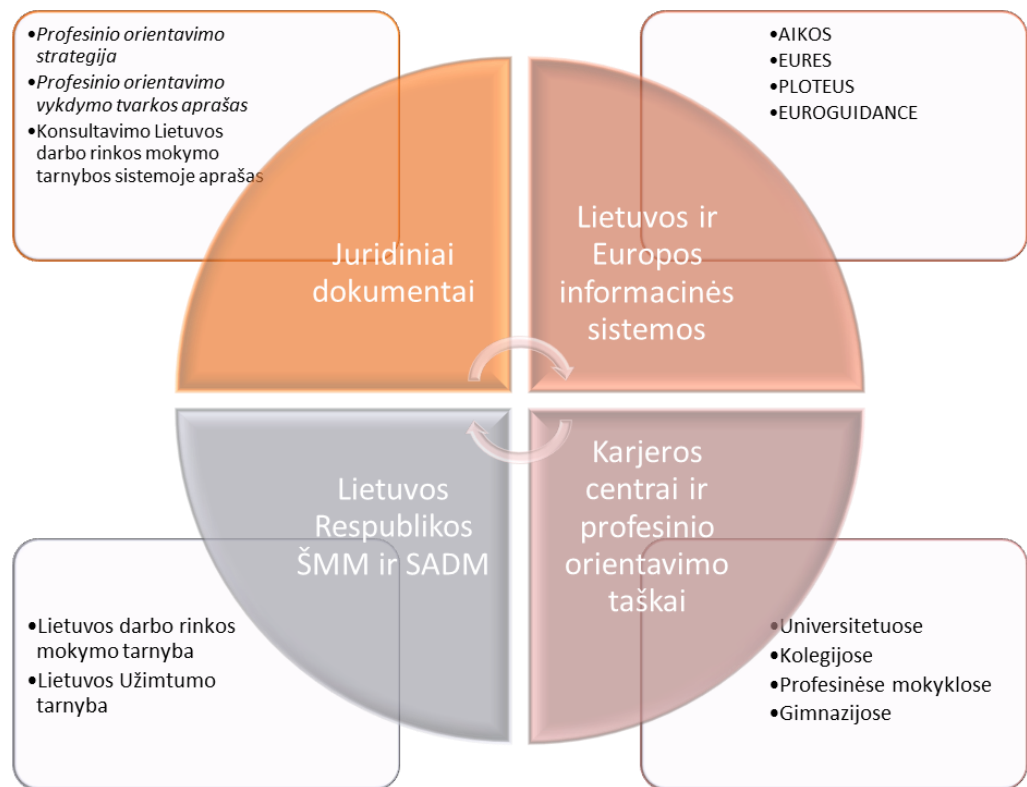 •Profesinio orientavimo
strategija
•Profesinio orientavimo
vykdymo tvarkos aprašas
•Konsultavimo Lietuvos
darbo rinkos mokymo
tarnybos sistemoje aprašas
Juridiniai
dokumentai
•AIKOS
•EURES
•PLOTEUS
•EUROGUIDANCE
Lietuvos ir
Europos
informacinės
sistemos
Lietuvos
Respublikos
ŠMM ir SADM
•Lietuvos darbo rinkos
mokymo tarnyba
•Lietuvos Užimtumo
tarnyba
Karjeros
centrai ir
profesinio
orientavimo
taškai
•Universitetuose
•Kolegijose
•Profesinėse mokyklose
•Gimnazijose